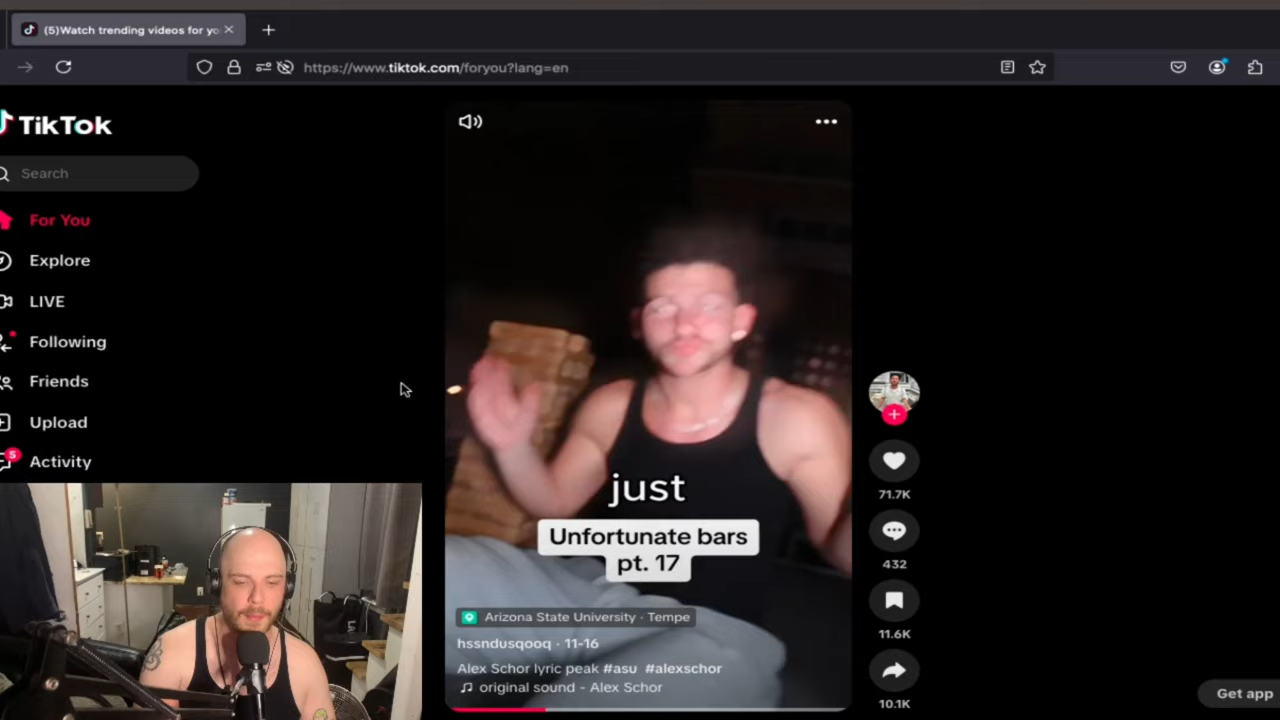 (5)Watch trending videos for yo
https://www.tiktok.com/foryou?lang=en
TikTok
Search
For You
Explore
LIVE
Following
Friends
Upload
5
Activity
just
Unfortunate bars
pt. 17
Arizona State University · Tempe
hssndusqooq · 11-16
Alex Schor lyric peak #asu #alexschor
original sound - Alex Schor
71.7K
432
11.6K
10.1K
Get app